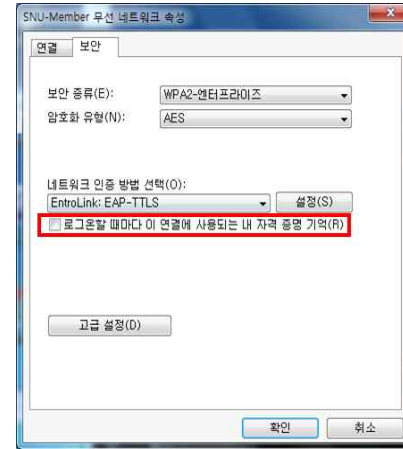 SNU-Member 무선 네트워크 속성
연결 보안
보안 종류(E): WPA2-엔터프라이즈
암호화 유형(N): AES
네트워크 인증 방법 선택(O):
EntroLink: EAP-TTLS 설정(S)
로그온할 때마다 이 연결에 사용되는 내 자격 증명 기억(R)
고급 설정(D)
확인 취소